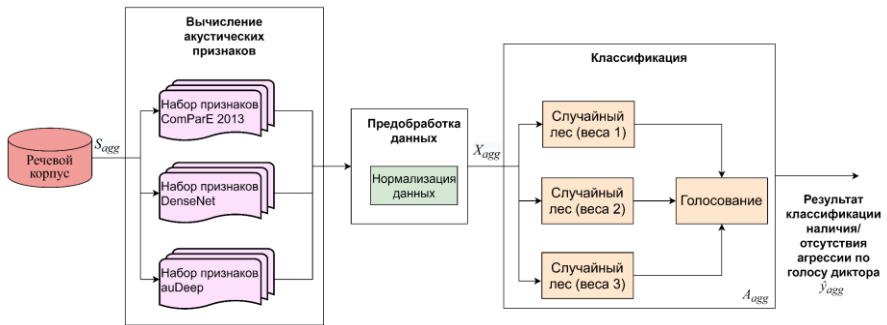 Речевой
корпус
S_agg
Вычисление
акустических
признаков
Набор признаков
ComParE 2013
Набор признаков
DenseNet
Набор признаков
auDeep
Предобработка
данных
Нормализация
данных
X_agg
Классификация
Случайный
лес (веса 1)
Случайный
лес (веса 2)
Случайный
лес (веса 3)
Голосование
A_agg
Результат
классификации
наличия/
отсутствия
агрессии по
голосу диктора
ŷ_agg